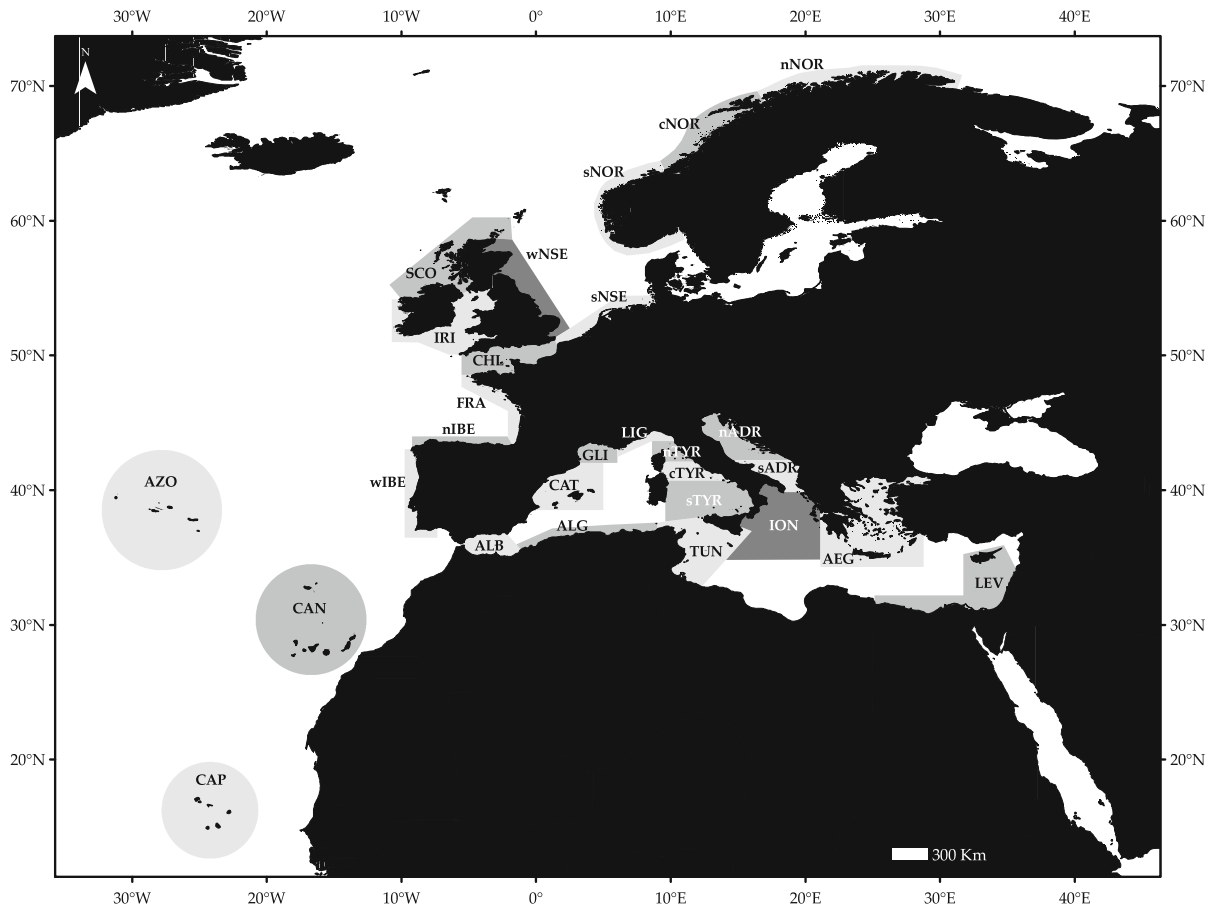 30°W 20°W 10°W 0° 10°E 20°E 30°E 40°E
N
nNOR
70°N 70°N
cNOR
sNOR
60°N 60°N
wNSE
SCO
sNSE
IRI
50°N 50°N
CHL
FRA
nIBE LIG nADR
GLI nTYR
sADR
cTYR
AZO wIBE CAT
40°N 40°N
sTYR
ALG ION
ALB TUN
AEG
LEV
CAN
30°N 30°N
20°N 20°N
CAP
300 Km
30°W 20°W 10°W 0° 10°E 20°E 30°E 40°E